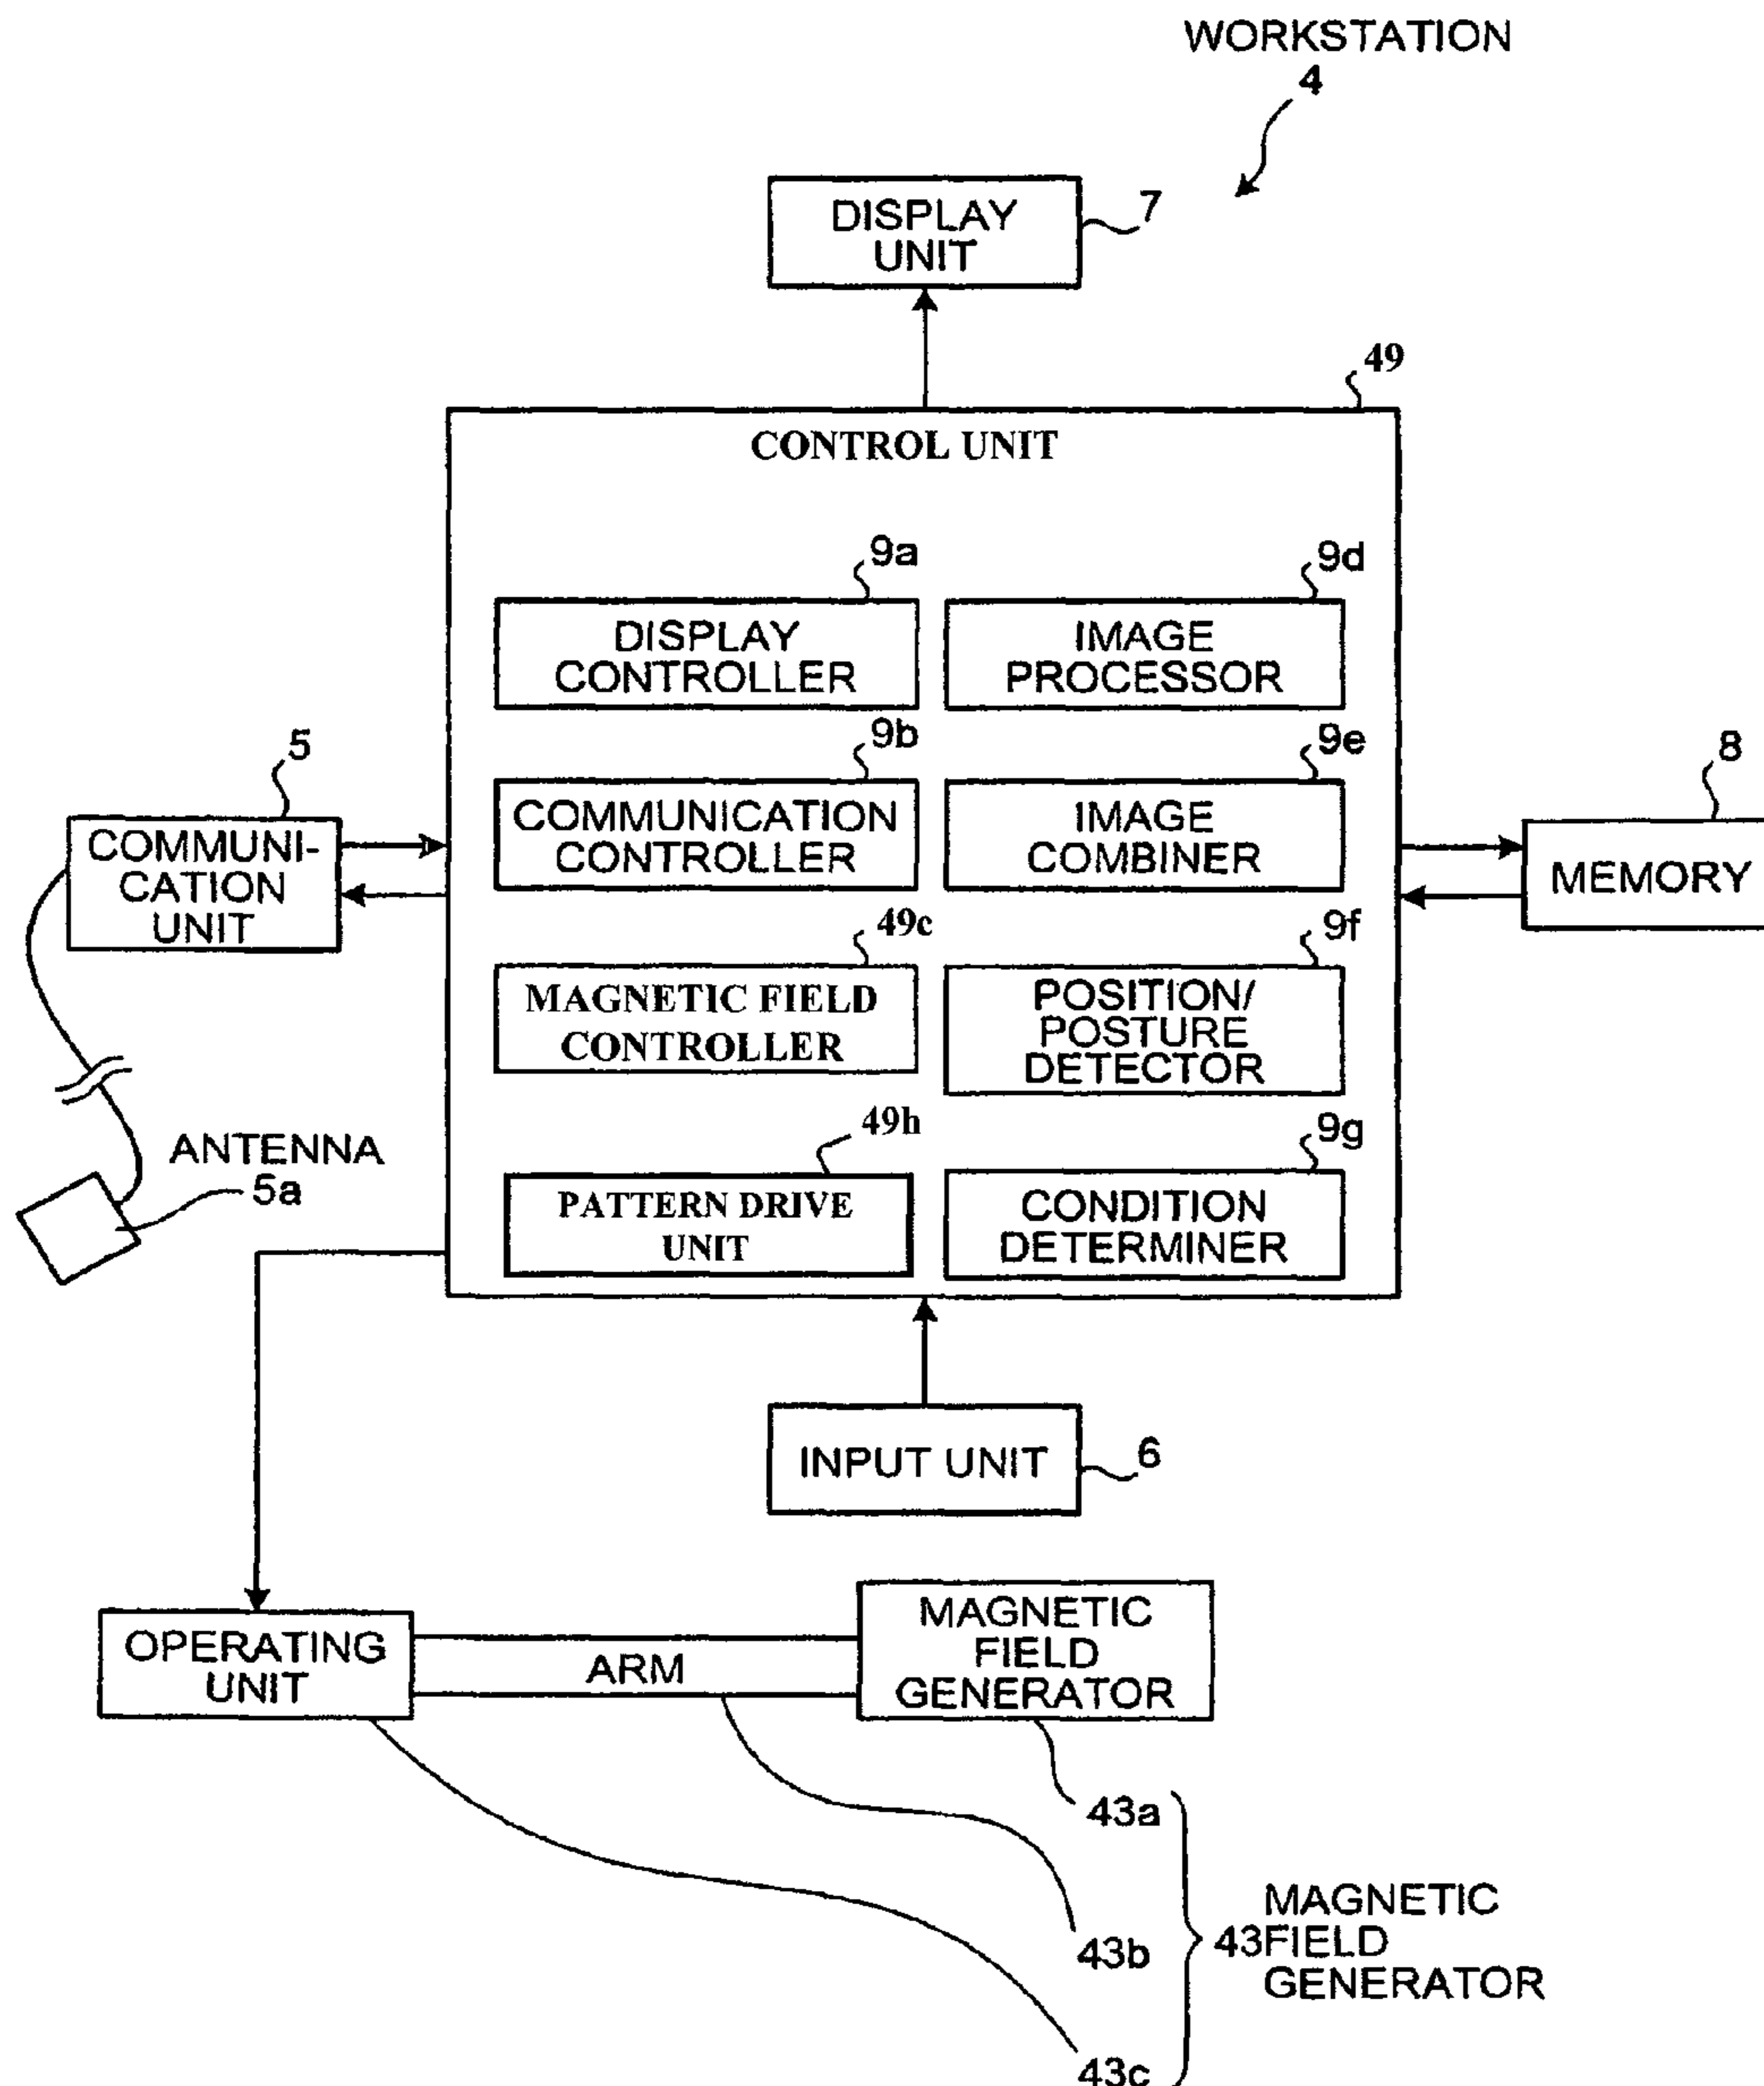 WORKSTATION
4
DISPLAY
UNIT
7
49
CONTROL UNIT
9a
DISPLAY
CONTROLLER
9d
IMAGE
PROCESSOR
9b
COMMUNICATION
CONTROLLER
9e
IMAGE
COMBINER
5
COMMUNI-
CATION
UNIT
8
MEMORY
49c
MAGNETIC FIELD
CONTROLLER
9f
POSITION/
POSTURE
DETECTOR
ANTENNA
5a
49h
PATTERN DRIVE
UNIT
9g
CONDITION
DETERMINER
INPUT UNIT
6
OPERATING
UNIT
ARM
MAGNETIC
FIELD
GENERATOR
43a
43b
43c
MAGNETIC
43FIELD
GENERATOR